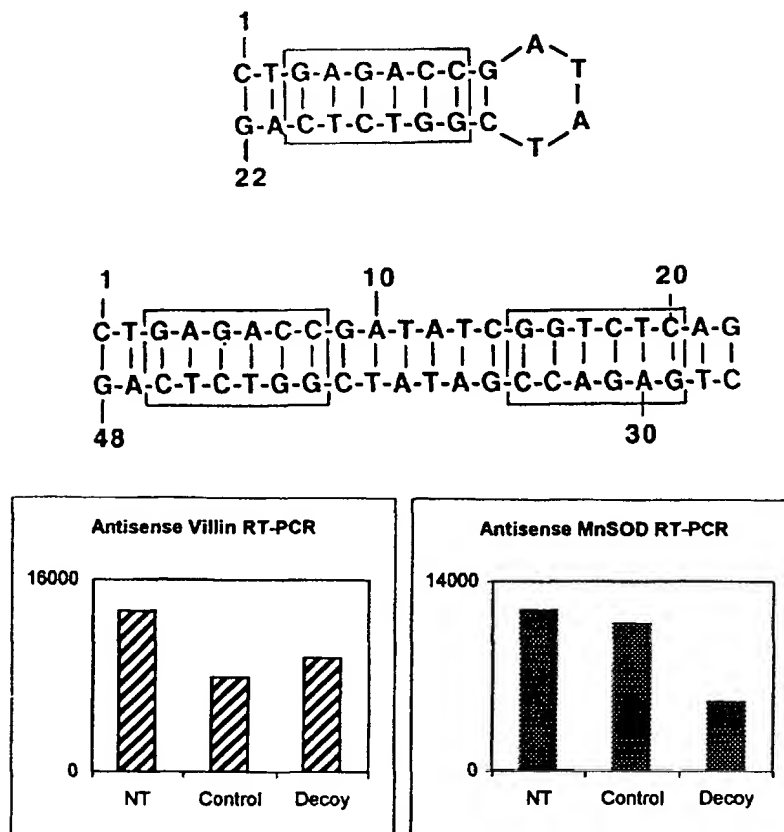 1
C-T-G-A-G-A-C-C-G A T
G-A-C-T-C-T-G-G-C T A
22
1 10 20
C-T-G-A-G-A-C-C-G-A-T-A-T-C-G-G-T-C-T-C-A-G
G-A-C-T-C-T-G-G-C-T-A-T-A-G-C-C-A-G-A-G-T-C
48 30
Antisense Villin RT-PCR
16000
0
NT Control Decoy
Antisense MnSOD RT-PCR
14000
0
NT Control Decoy